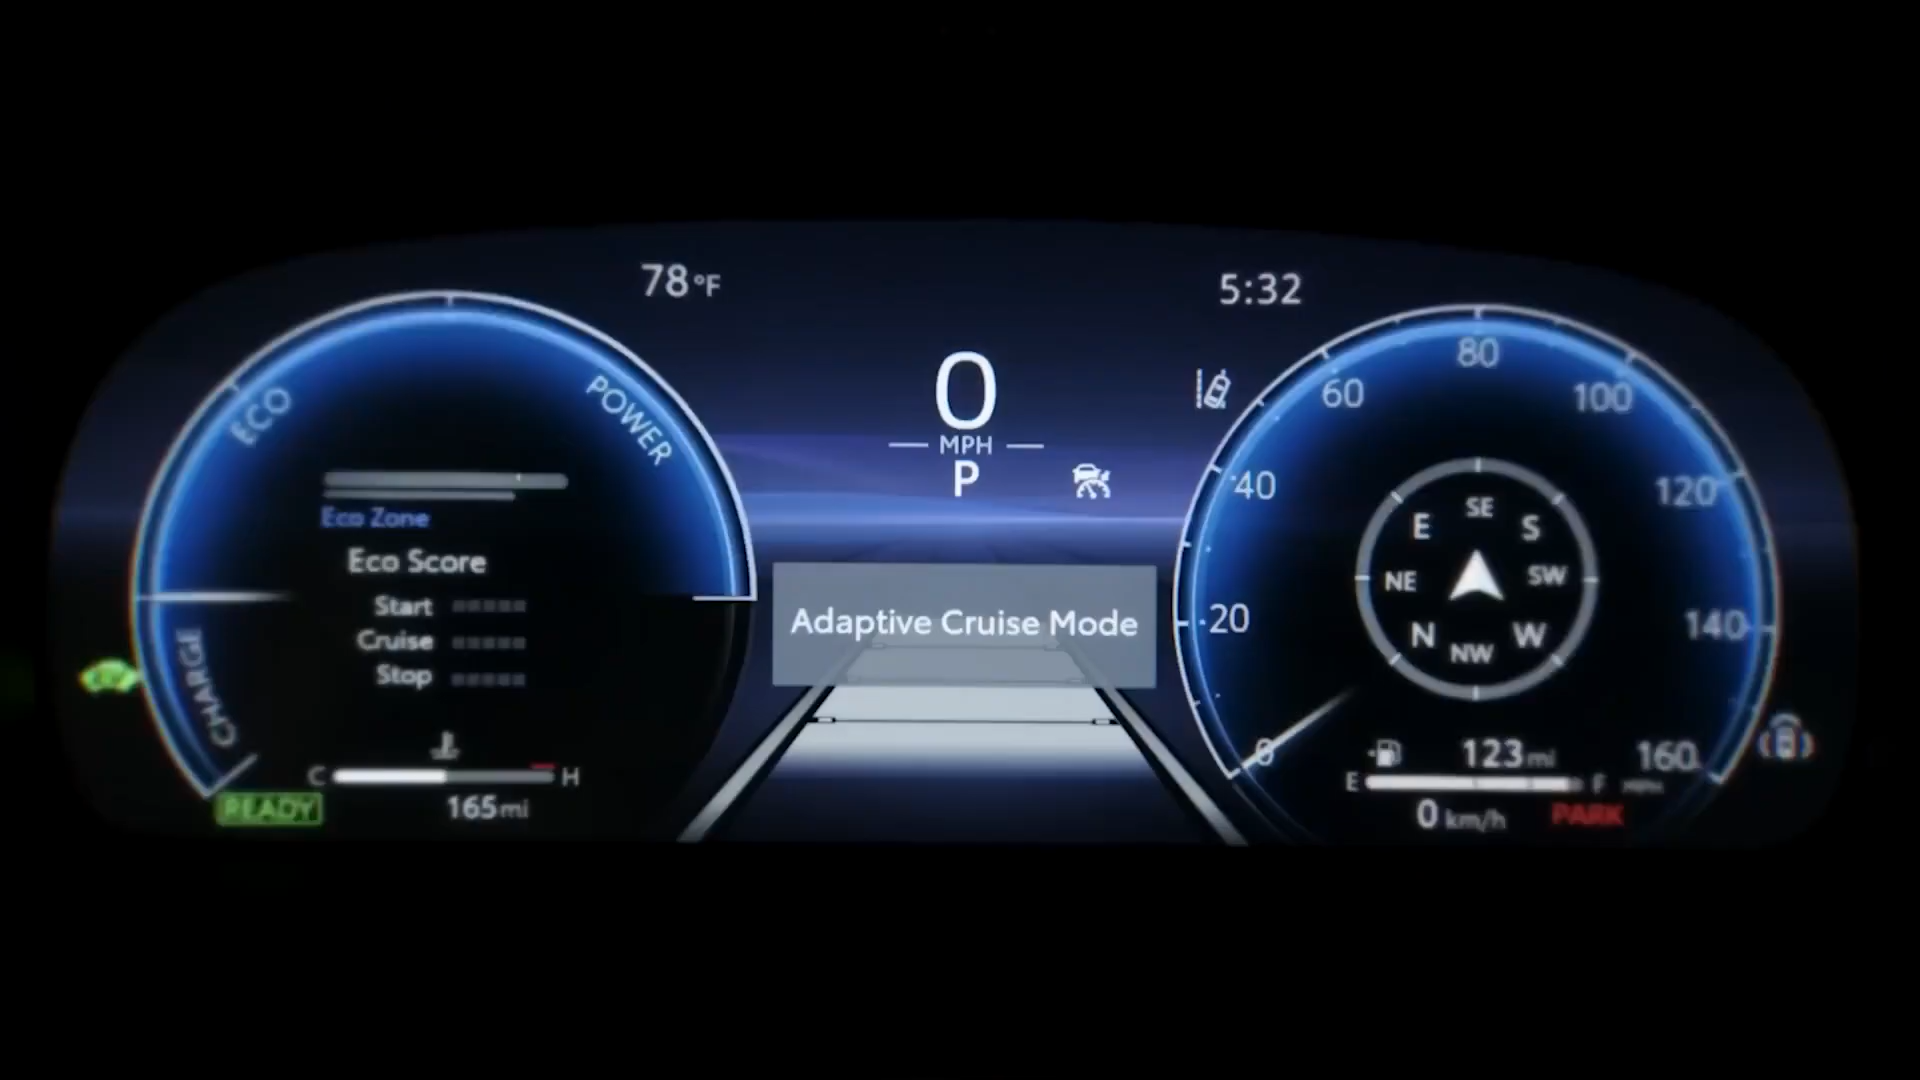 78°F
5:32
0
MPH
P
ECO
POWER
CHARGE
Eco Zone
Eco Score
Start
Cruise
Stop
C H
READY
165 mi
Adaptive Cruise Mode
0
20
40
60
80
100
120
140
160
SE
E S
NE SW
N W
NW
123 mi
E F MPH
0 km/h
PARK